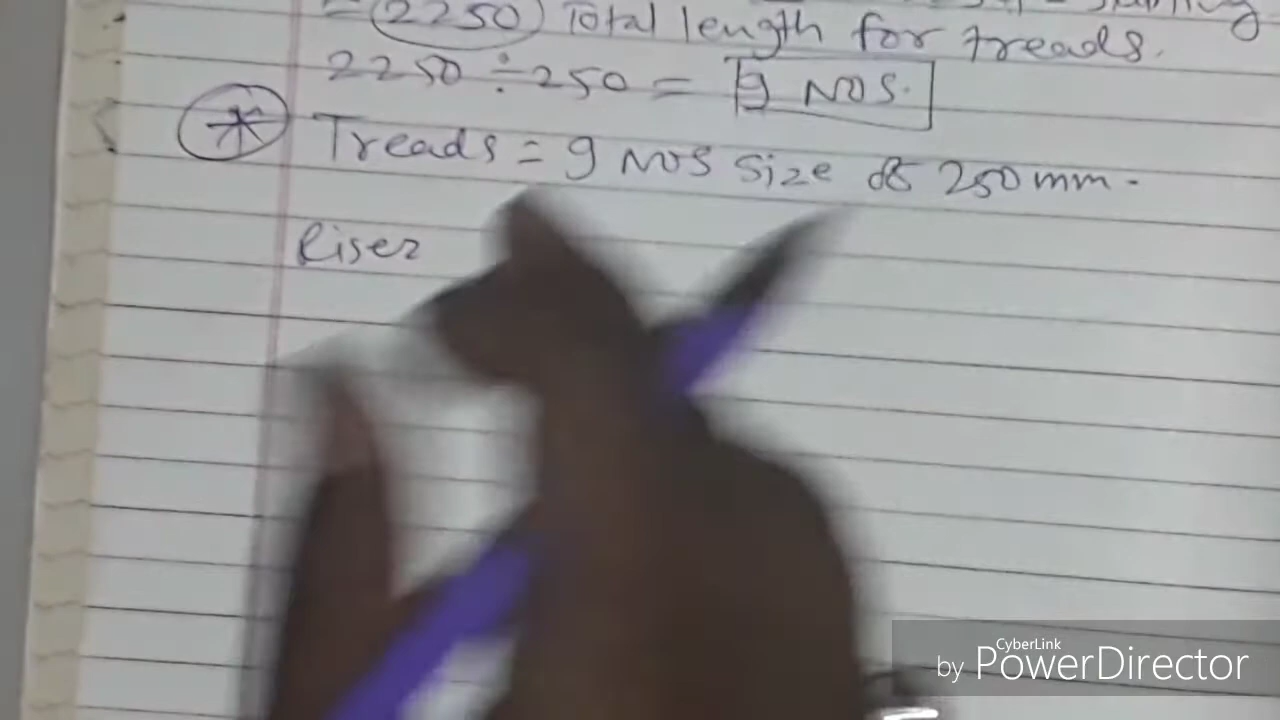 = 2250 Total length for treads.
2250 ÷ 250 = 9 NOS.
* Treads = 9 NOS size of 250 mm.
Riser
CyberLink
by PowerDirector